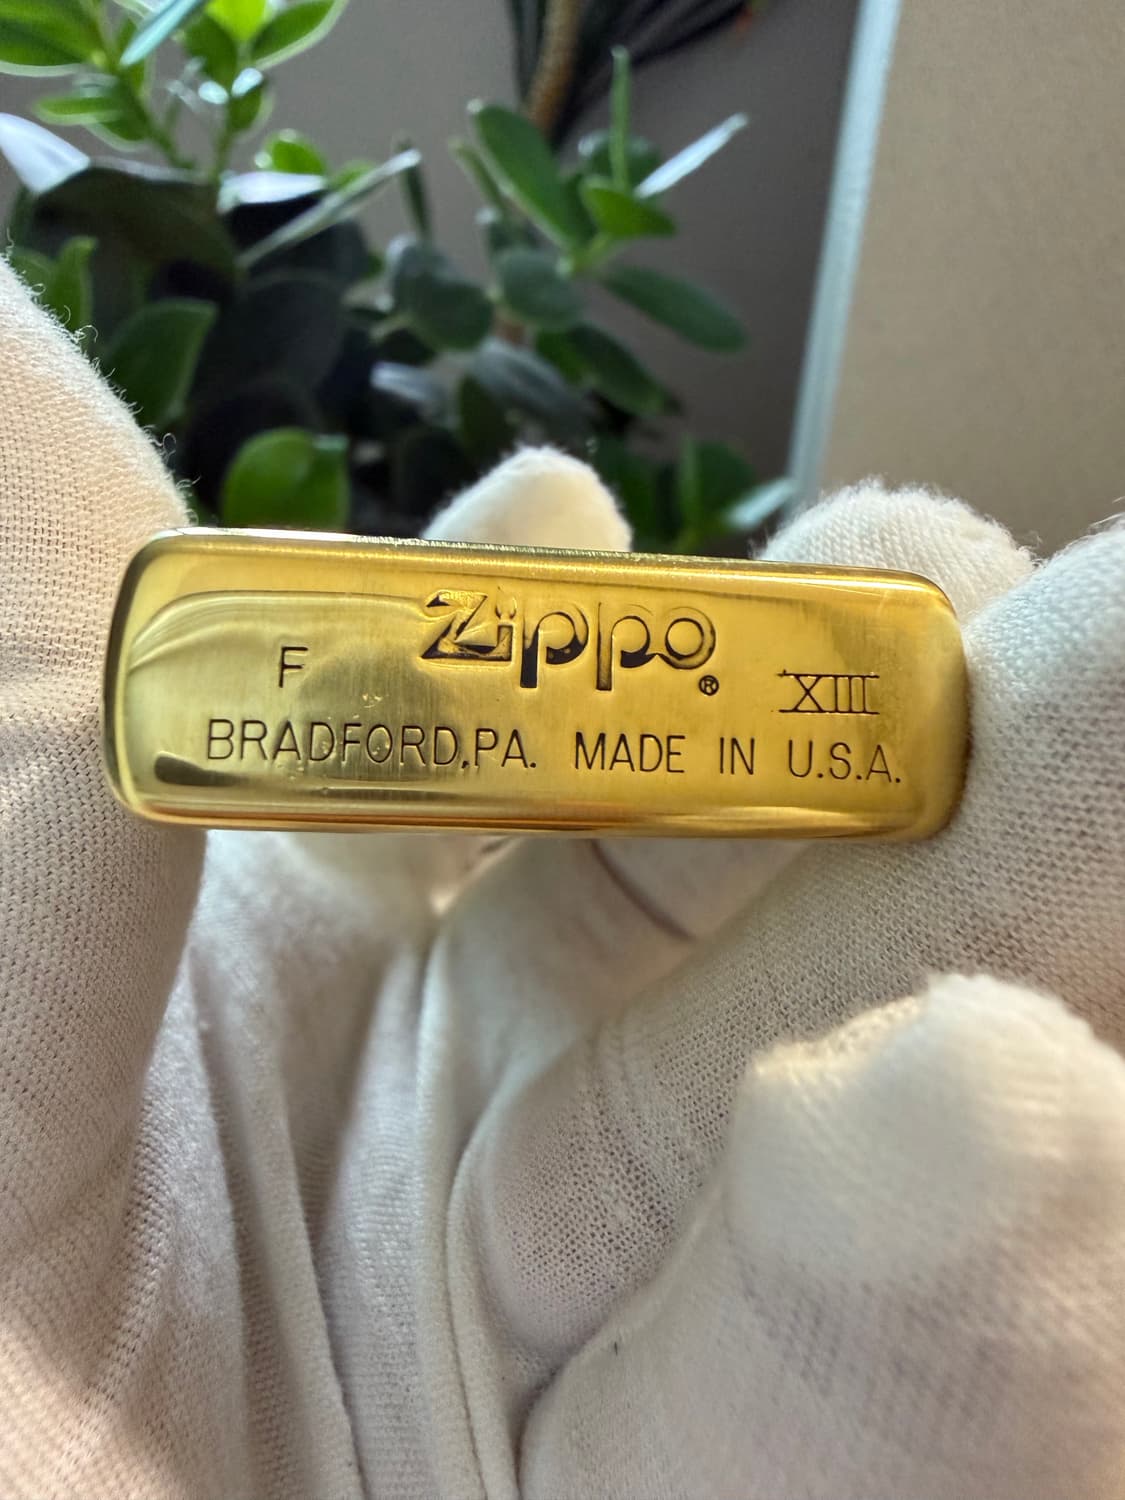 Zippo®
F XIII
BRADFORD,PA. MADE IN U.S.A.